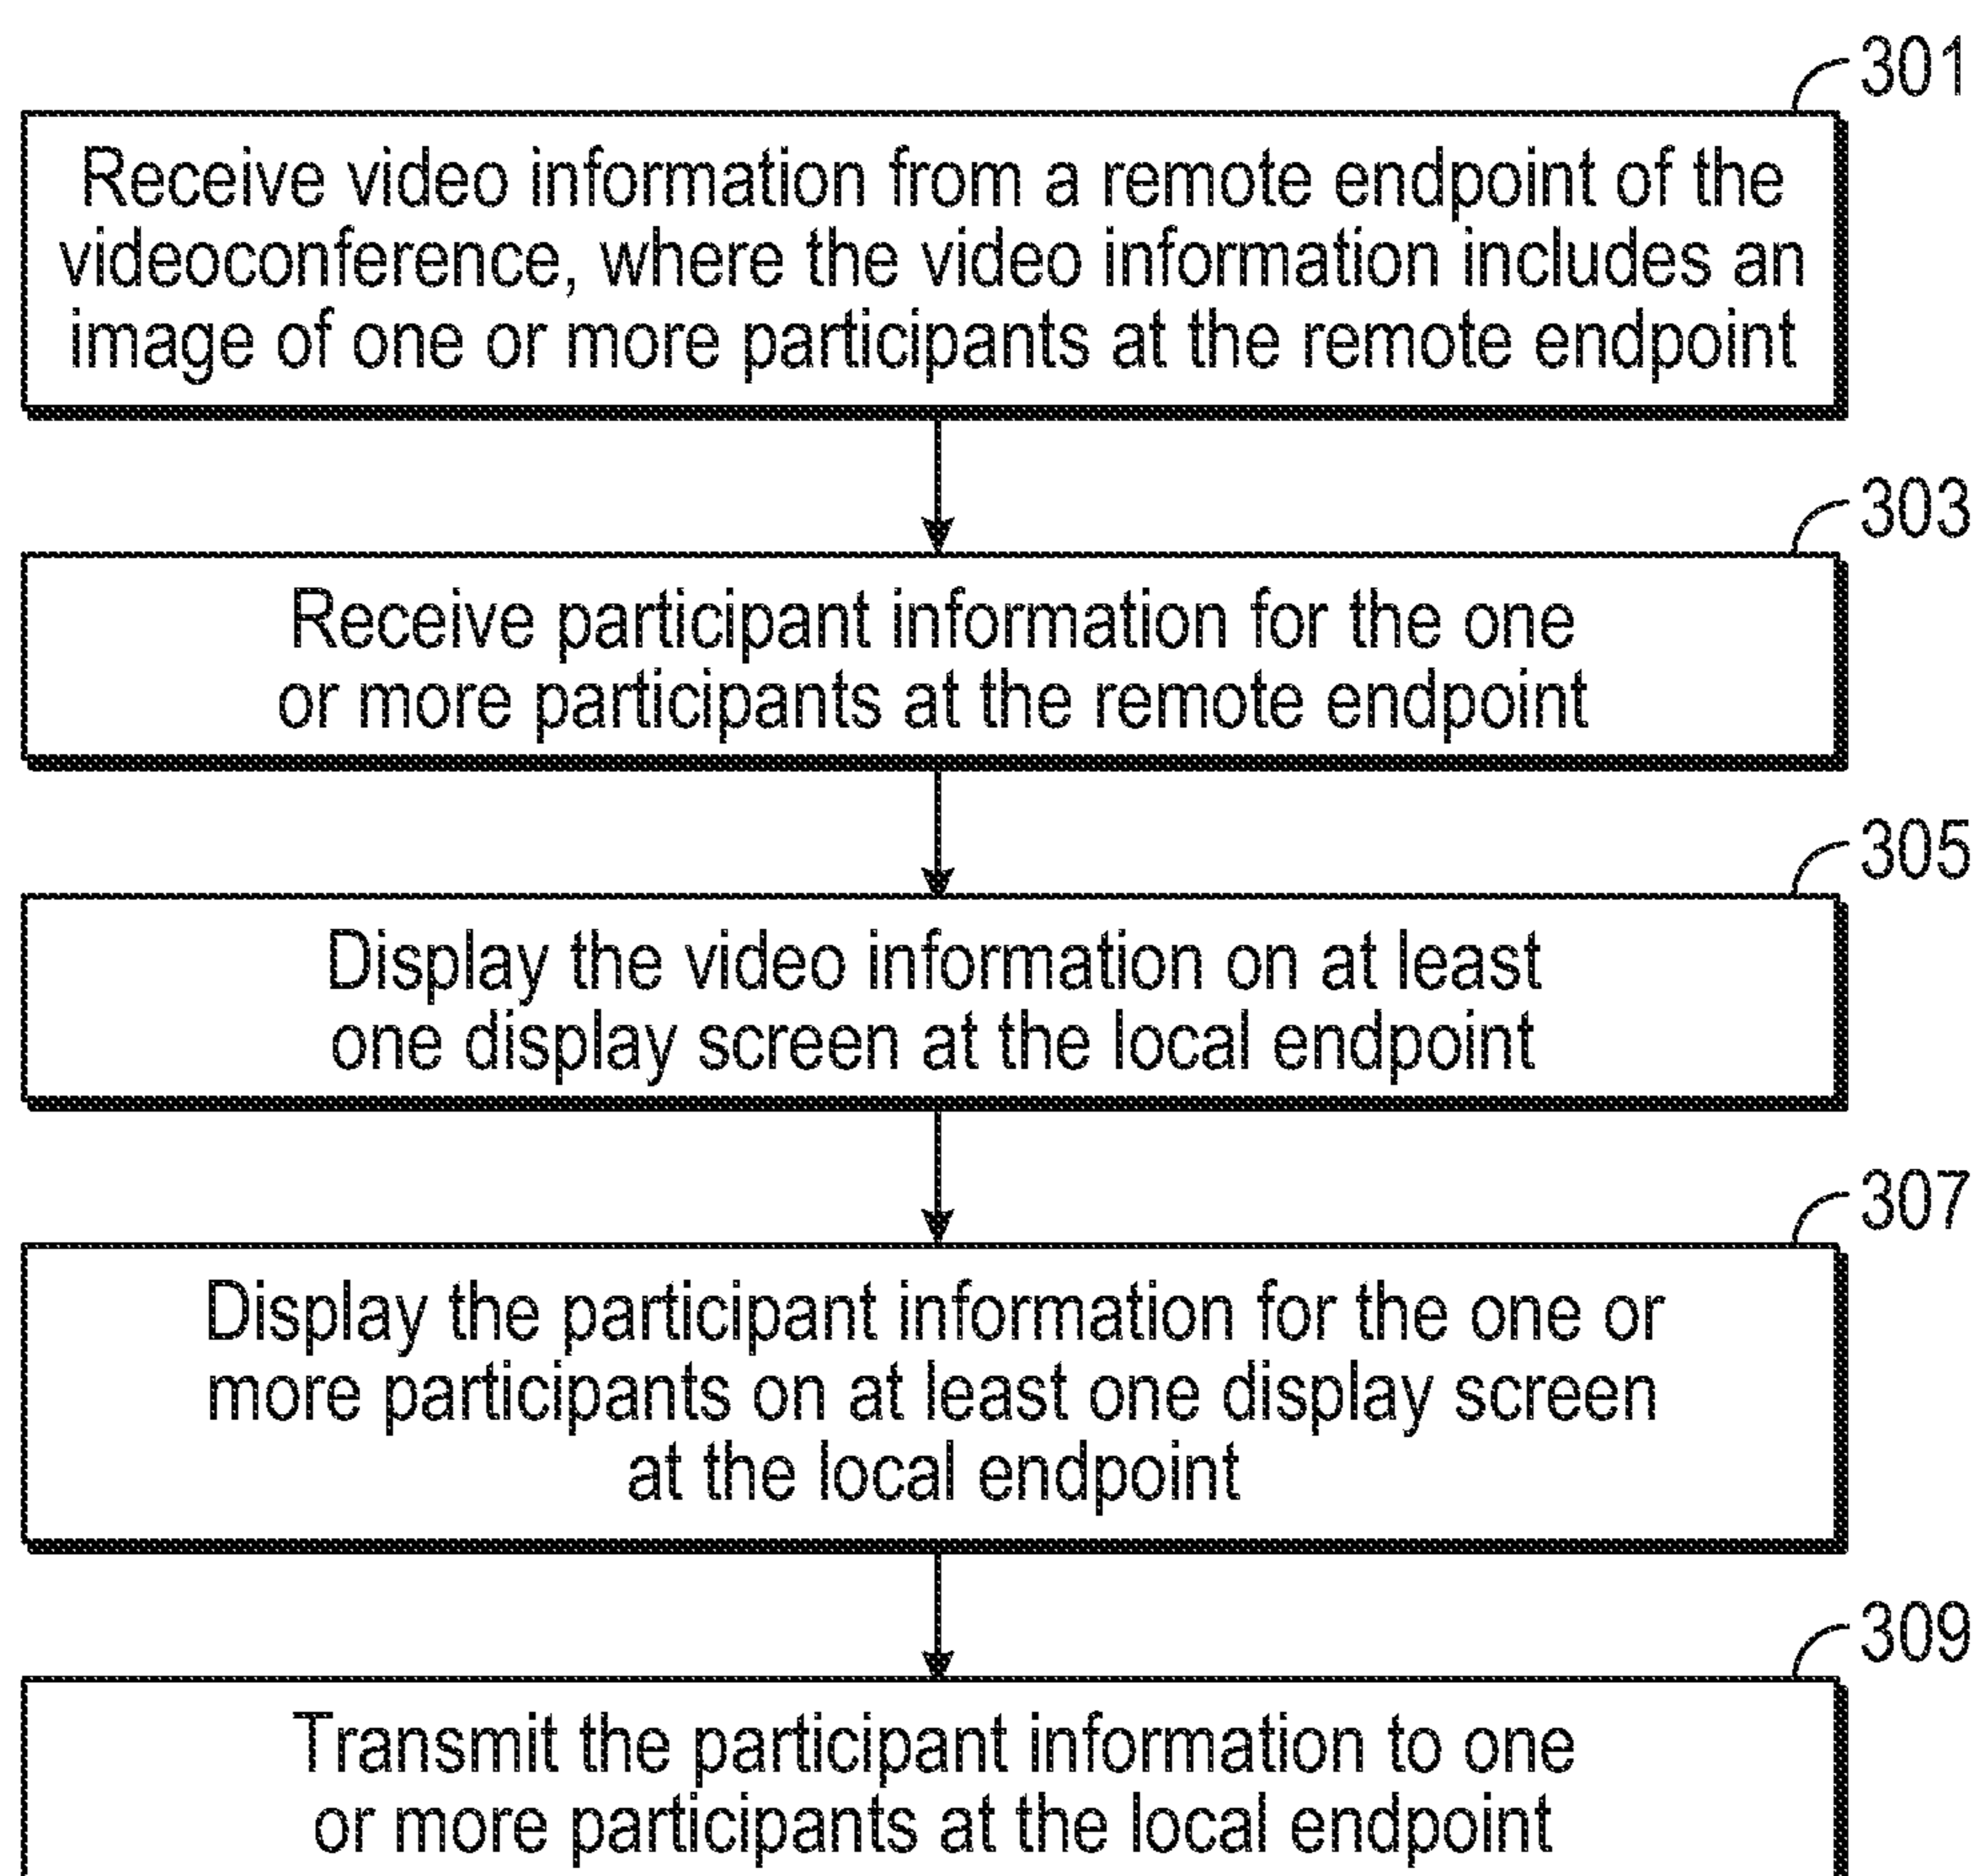 301
Receive video information from a remote endpoint of the
videoconference, where the video information includes an
image of one or more participants at the remote endpoint
303
Receive participant information for the one
or more participants at the remote endpoint
305
Display the video information on at least
one display screen at the local endpoint
307
Display the participant information for the one or
more participants on at least one display screen
at the local endpoint
309
Transmit the participant information to one
or more participants at the local endpoint